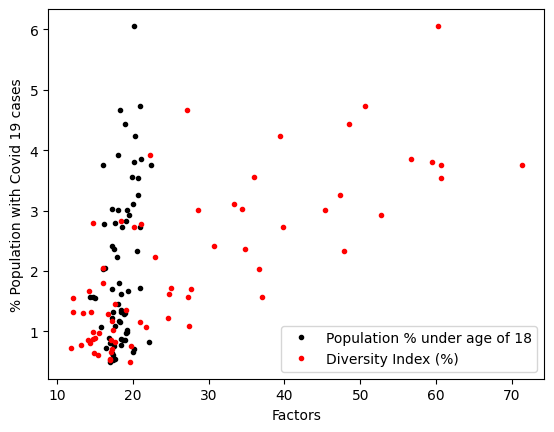 6
5
4
3
2
1
% Population with Covid 19 cases
Population % under age of 18
Diversity Index (%)
10 20 30 40 50 60 70
Factors